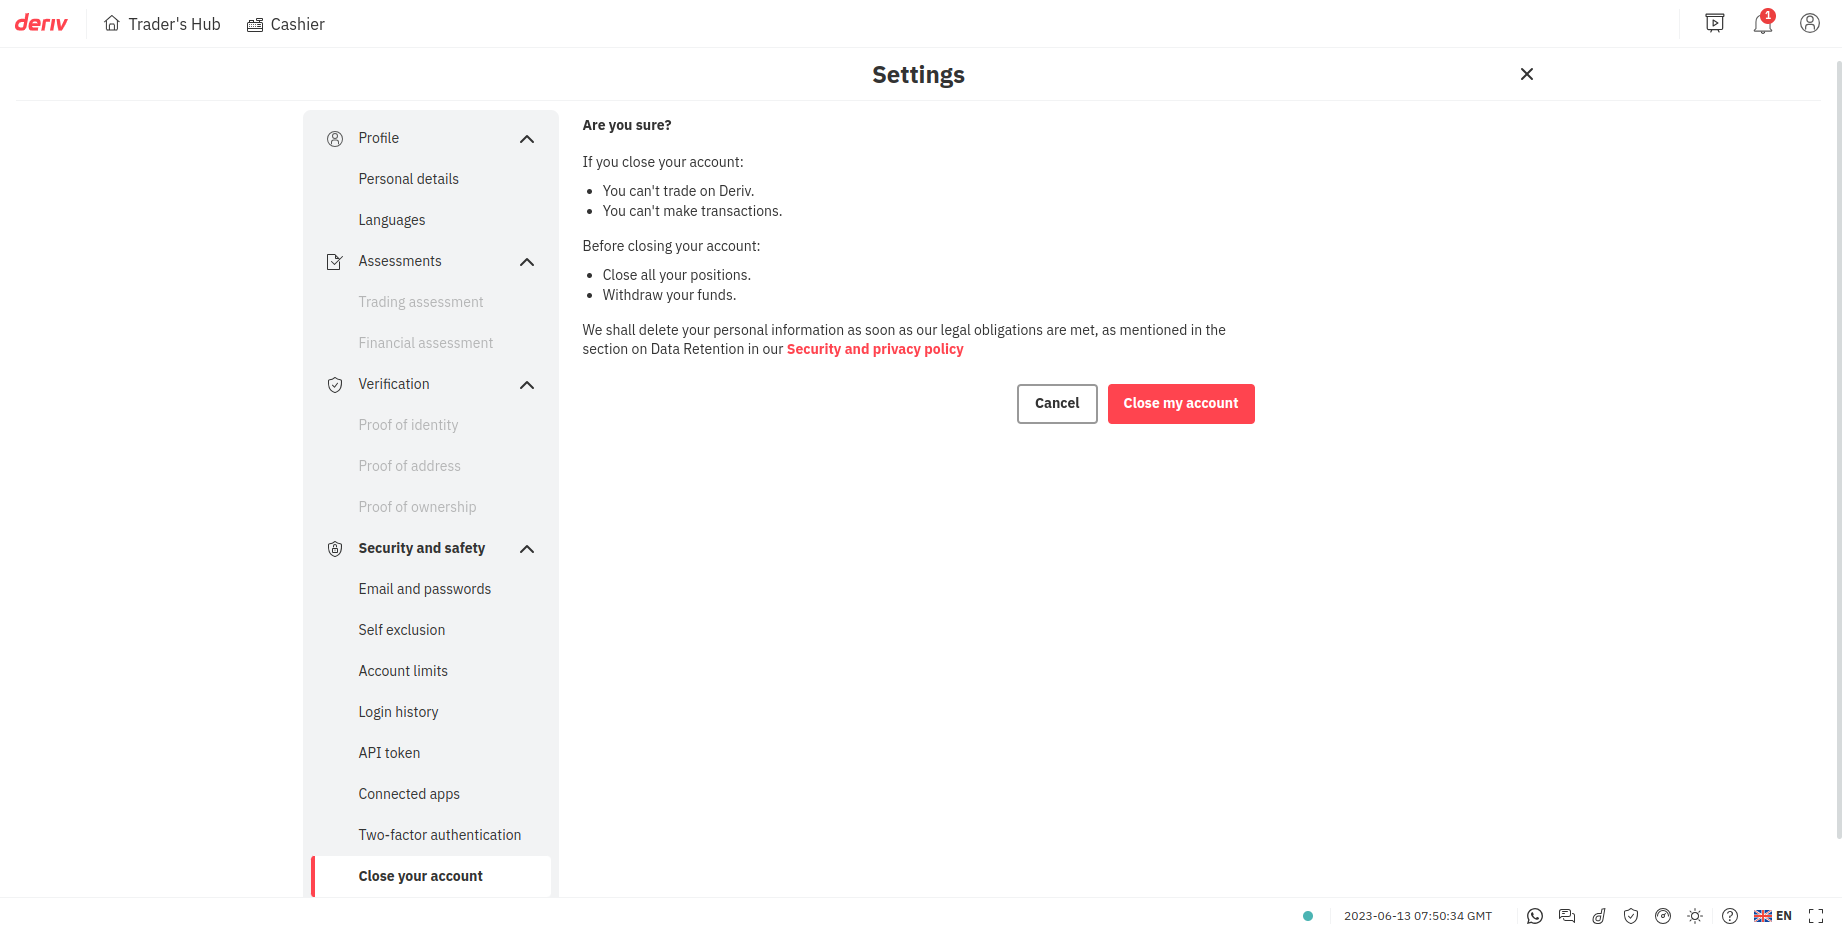 deriv
Trader's Hub
Cashier
1
Settings
Profile
Personal details
Languages
Assessments
Trading assessment
Financial assessment
Verification
Proof of identity
Proof of address
Proof of ownership
Security and safety
Email and passwords
Self exclusion
Account limits
Login history
API token
Connected apps
Two-factor authentication
Close your account
Are you sure?
If you close your account:
You can't trade on Deriv.
You can't make transactions.
Before closing your account:
Close all your positions.
Withdraw your funds.
We shall delete your personal information as soon as our legal obligations are met, as mentioned in the
section on Data Retention in our Security and privacy policy
Cancel
Close my account
2023-06-13 07:50:34 GMT
EN